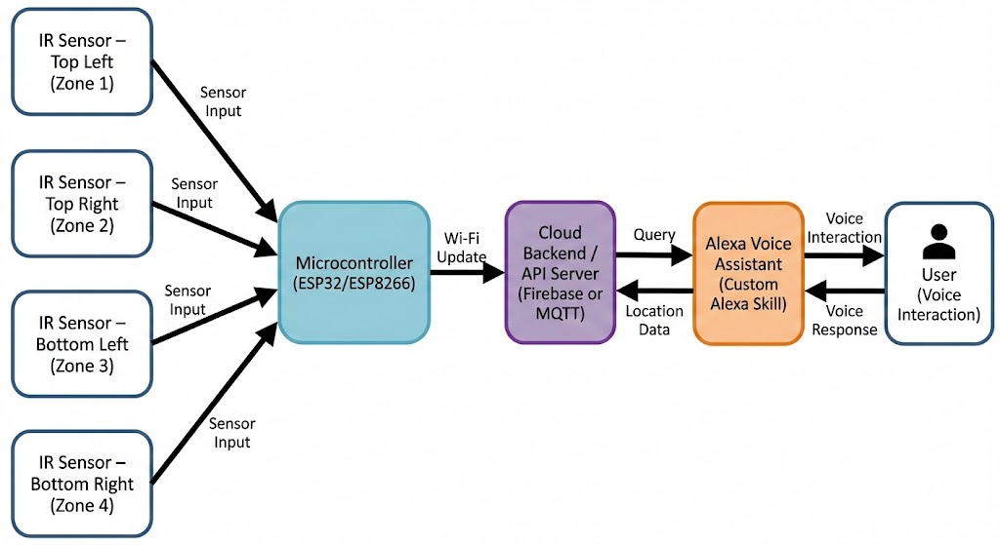 IR Sensor –
Top Left
(Zone 1)
Sensor
Input
IR Sensor –
Top Right
(Zone 2)
Sensor
Input
IR Sensor –
Bottom Left
(Zone 3)
Sensor
Input
IR Sensor –
Bottom Right
(Zone 4)
Sensor
Input
Microcontroller
(ESP32/ESP8266)
Wi-Fi
Update
Cloud
Backend /
API Server
(Firebase or
MQTT)
Query
Location
Data
Alexa Voice
Assistant
(Custom
Alexa Skill)
Voice
Interaction
Voice
Response
User
(Voice
Interaction)